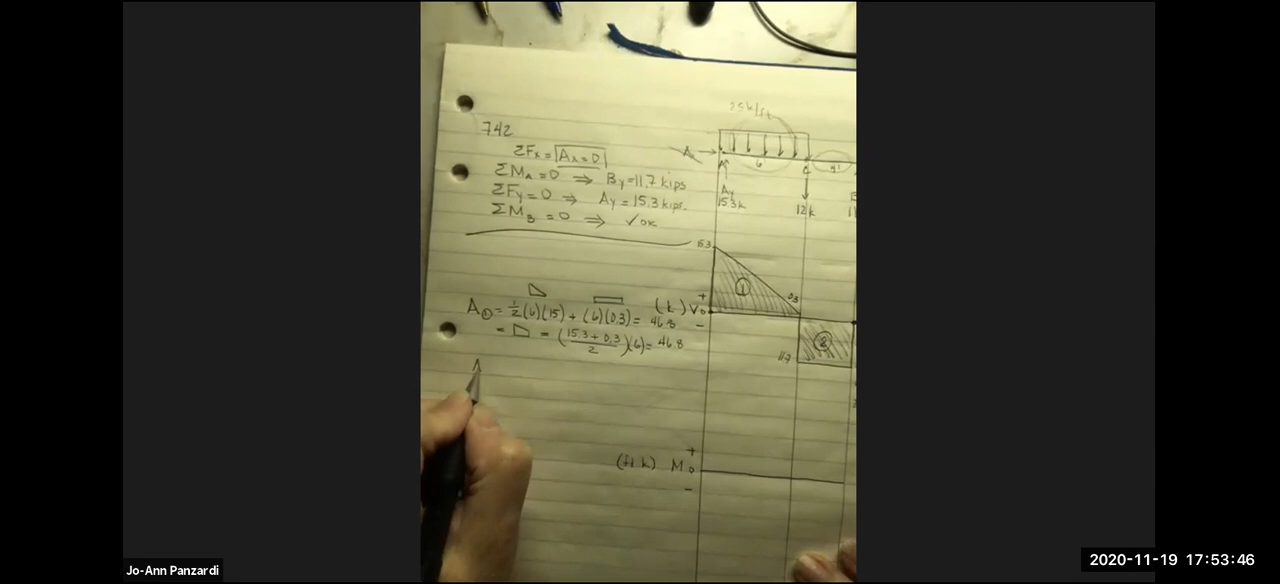 742
ΣFx = Ax = 0
ΣMA = 0 ⇒ By = 11.7 kips
ΣFy = 0 ⇒ Ay = 15.3 kips.
ΣMB = 0 ⇒ ✓ OK
2.5 k/ft
A
6
C
4'
Ay
15.3k
12k
15.3
①
0.3
+
(k) V 0
-
A① = ½(6)(15) + (6)(0.3) = 46.8
= (15.3 + 0.3 / 2)(6) = 46.8
②
11.7
A
+
(ft k) M 0
-
Jo-Ann Panzardi
2020-11-19 17:53:46